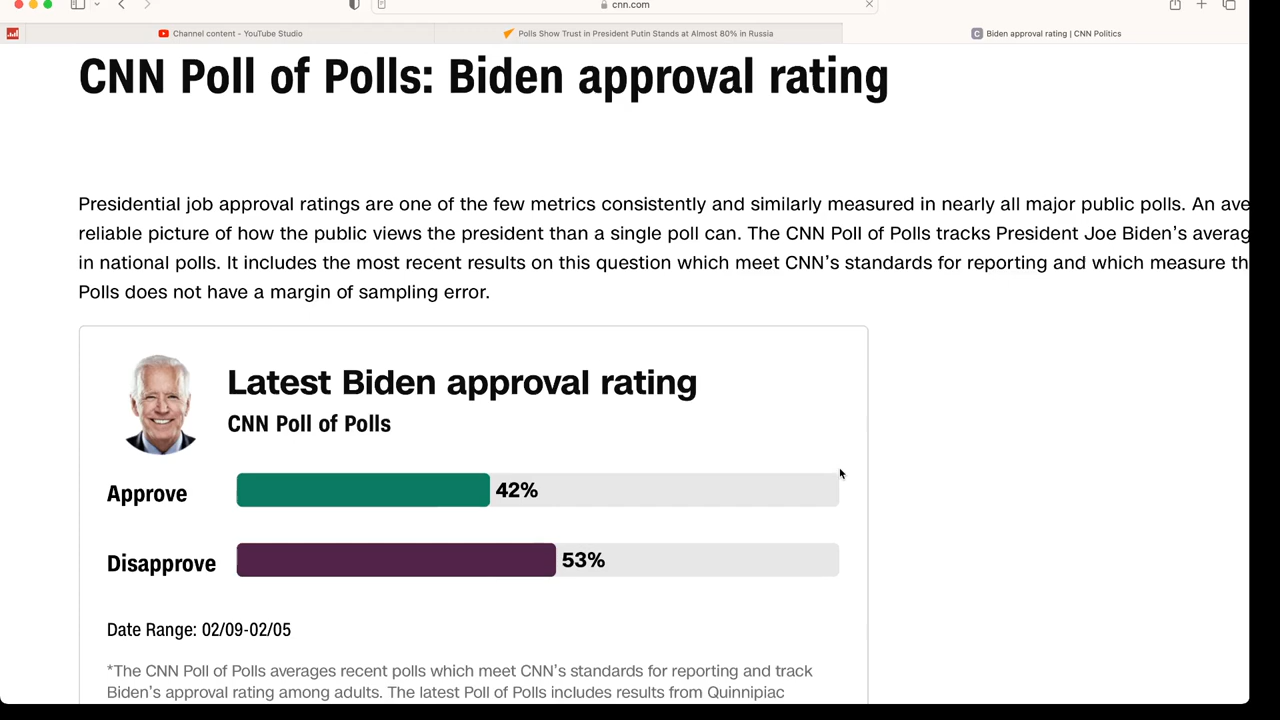 cnn.com
Channel content - YouTube Studio
Polls Show Trust in President Putin Stands at Almost 80% in Russia
C Biden approval rating | CNN Politics
CNN Poll of Polls: Biden approval rating
Presidential job approval ratings are one of the few metrics consistently and similarly measured in nearly all major public polls. An ave
reliable picture of how the public views the president than a single poll can. The CNN Poll of Polls tracks President Joe Biden’s averag
in national polls. It includes the most recent results on this question which meet CNN’s standards for reporting and which measure th
Polls does not have a margin of sampling error.
Latest Biden approval rating
CNN Poll of Polls
Approve 42%
Disapprove 53%
Date Range: 02/09-02/05
*The CNN Poll of Polls averages recent polls which meet CNN’s standards for reporting and track
Biden’s approval rating among adults. The latest Poll of Polls includes results from Quinnipiac